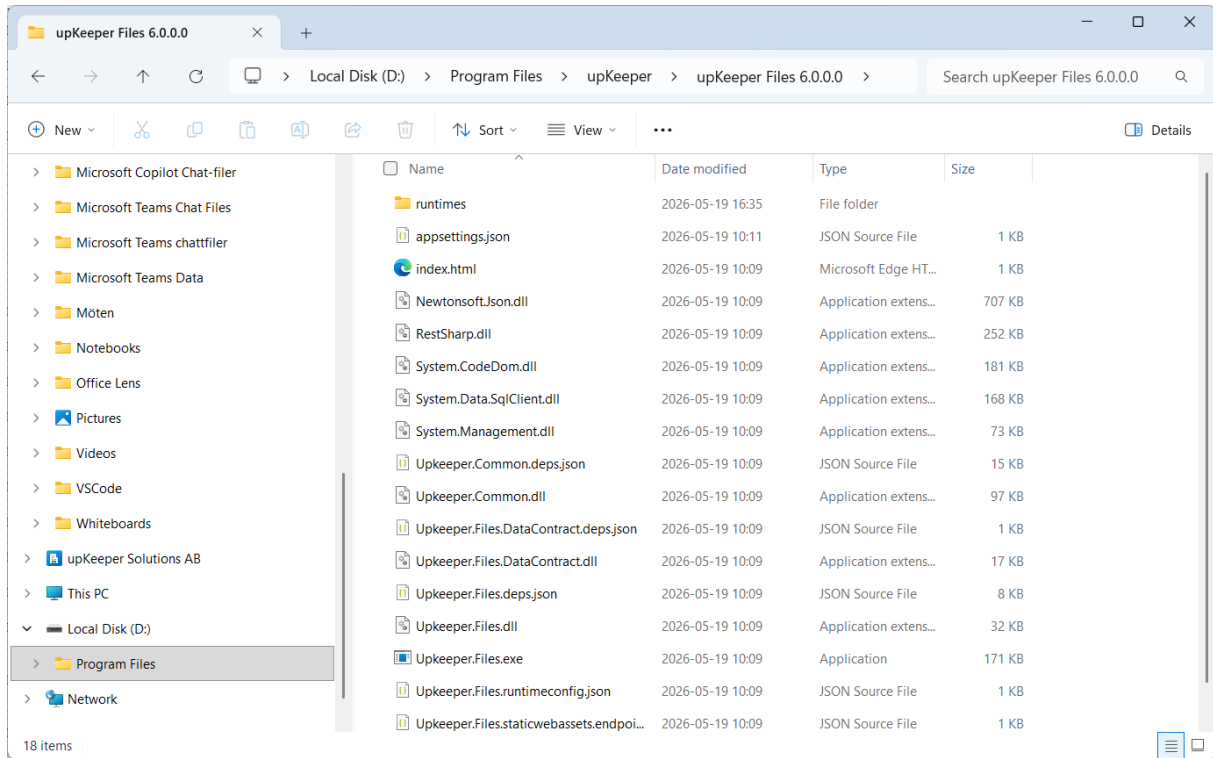 upKeeper Files 6.0.0.0
Local Disk (D:) > Program Files > upKeeper > upKeeper Files 6.0.0.0 >
Search upKeeper Files 6.0.0.0
New
Sort
View
Details
Microsoft Copilot Chat-filer
Microsoft Teams Chat Files
Microsoft Teams chattfiler
Microsoft Teams Data
Möten
Notebooks
Office Lens
Pictures
Videos
VSCode
Whiteboards
upKeeper Solutions AB
This PC
Local Disk (D:)
Program Files
Network
Name Date modified Type Size
runtimes 2026-05-19 16:35 File folder
appsettings.json 2026-05-19 10:11 JSON Source File 1 KB
index.html 2026-05-19 10:09 Microsoft Edge HT... 1 KB
Newtonsoft.Json.dll 2026-05-19 10:09 Application extens... 707 KB
RestSharp.dll 2026-05-19 10:09 Application extens... 252 KB
System.CodeDom.dll 2026-05-19 10:09 Application extens... 181 KB
System.Data.SqlClient.dll 2026-05-19 10:09 Application extens... 168 KB
System.Management.dll 2026-05-19 10:09 Application extens... 73 KB
Upkeeper.Common.deps.json 2026-05-19 10:09 JSON Source File 15 KB
Upkeeper.Common.dll 2026-05-19 10:09 Application extens... 97 KB
Upkeeper.Files.DataContract.deps.json 2026-05-19 10:09 JSON Source File 1 KB
Upkeeper.Files.DataContract.dll 2026-05-19 10:09 Application extens... 17 KB
Upkeeper.Files.deps.json 2026-05-19 10:09 JSON Source File 8 KB
Upkeeper.Files.dll 2026-05-19 10:09 Application extens... 32 KB
Upkeeper.Files.exe 2026-05-19 10:09 Application 171 KB
Upkeeper.Files.runtimeconfig.json 2026-05-19 10:09 JSON Source File 1 KB
Upkeeper.Files.staticwebassets.endpoi... 2026-05-19 10:09 JSON Source File 1 KB
18 items